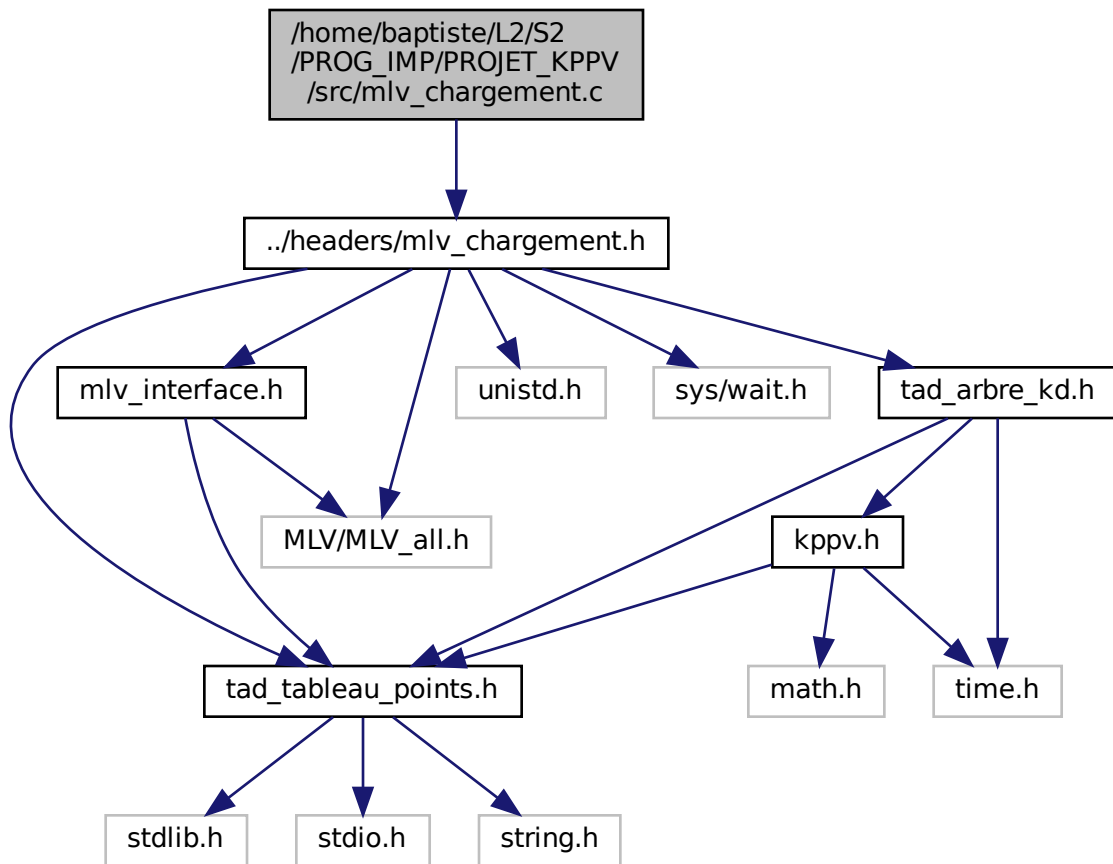 /home/baptiste/L2/S2
/PROG_IMP/PROJET_KPPV
/src/mlv_chargement.c
../headers/mlv_chargement.h
mlv_interface.h
unistd.h
sys/wait.h
tad_arbre_kd.h
MLV/MLV_all.h
kppv.h
tad_tableau_points.h
math.h
time.h
stdlib.h
stdio.h
string.h